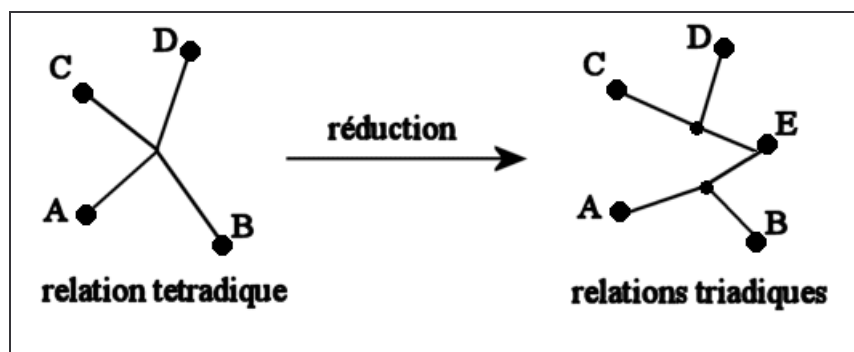 D
C
A
B
relation tetradique
réduction
D
C
E
A
B
relations triadiques